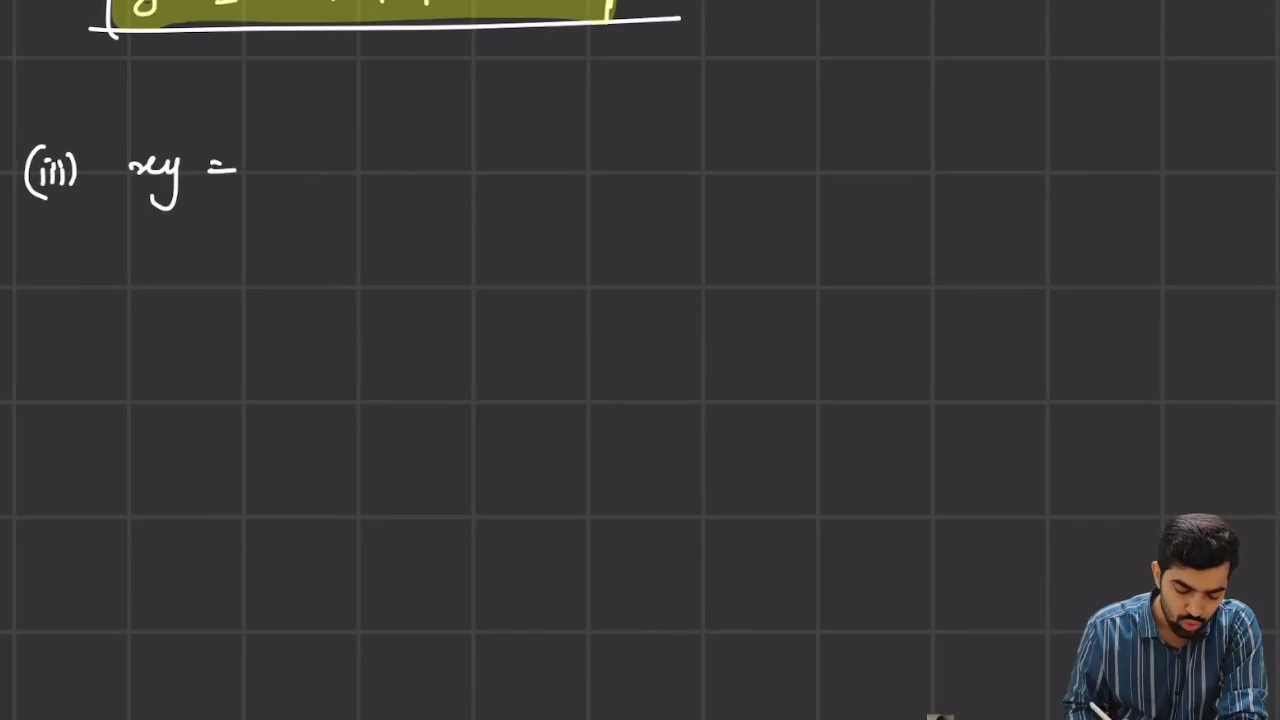 (iii) xy =